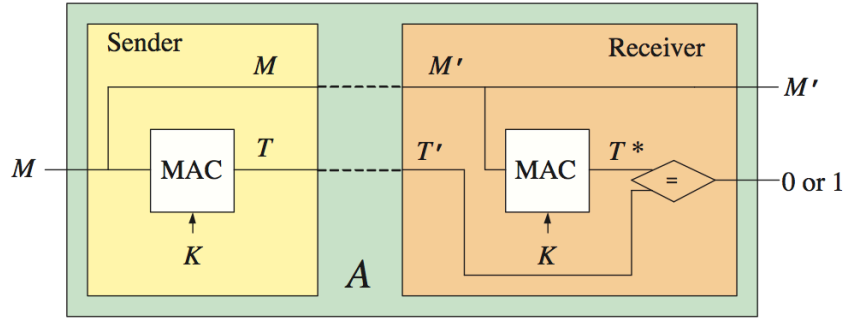 Sender
Receiver
M
M'
M'
M
MAC
T
T'
MAC
T*
=
0 or 1
K
A
K